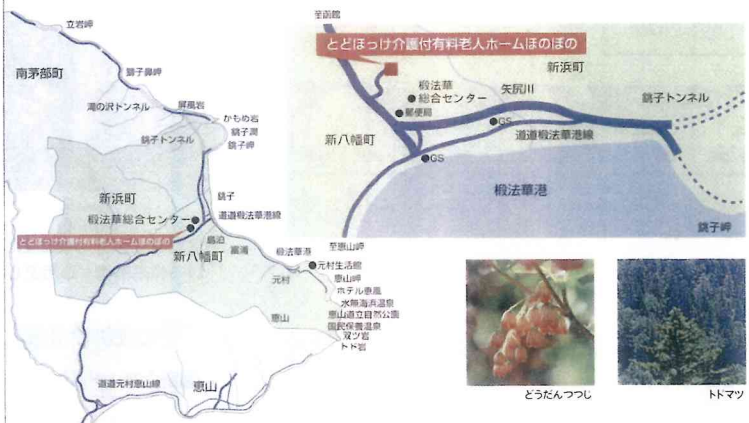 立岩岬
南茅部町
獅子鼻岬
滝の沢トンネル
屏風岩
かもめ岩
銚子岬
銚子トンネル
新浜町
銚子
椴法華総合センター
道道椴法華港線
とどほっけ介護付有料老人ホームほのぼの
島泊
富浦
新八幡町
椴法華港
至恵山岬
元村生活館
元村
恵山岬
ホテル恵風
水無海浜温泉
恵山道立自然公園
国民保養温泉
恵山
双ツ岩
トド岩
道道元村恵山線
恵山
至函館
とどほっけ介護付有料老人ホームほのぼの
新浜町
椴法華
総合センター
矢尻川
銚子トンネル
郵便局
GS
新八幡町
道道椴法華港線
GS
椴法華港
銚子岬
どうだんつつじ
トドマツ